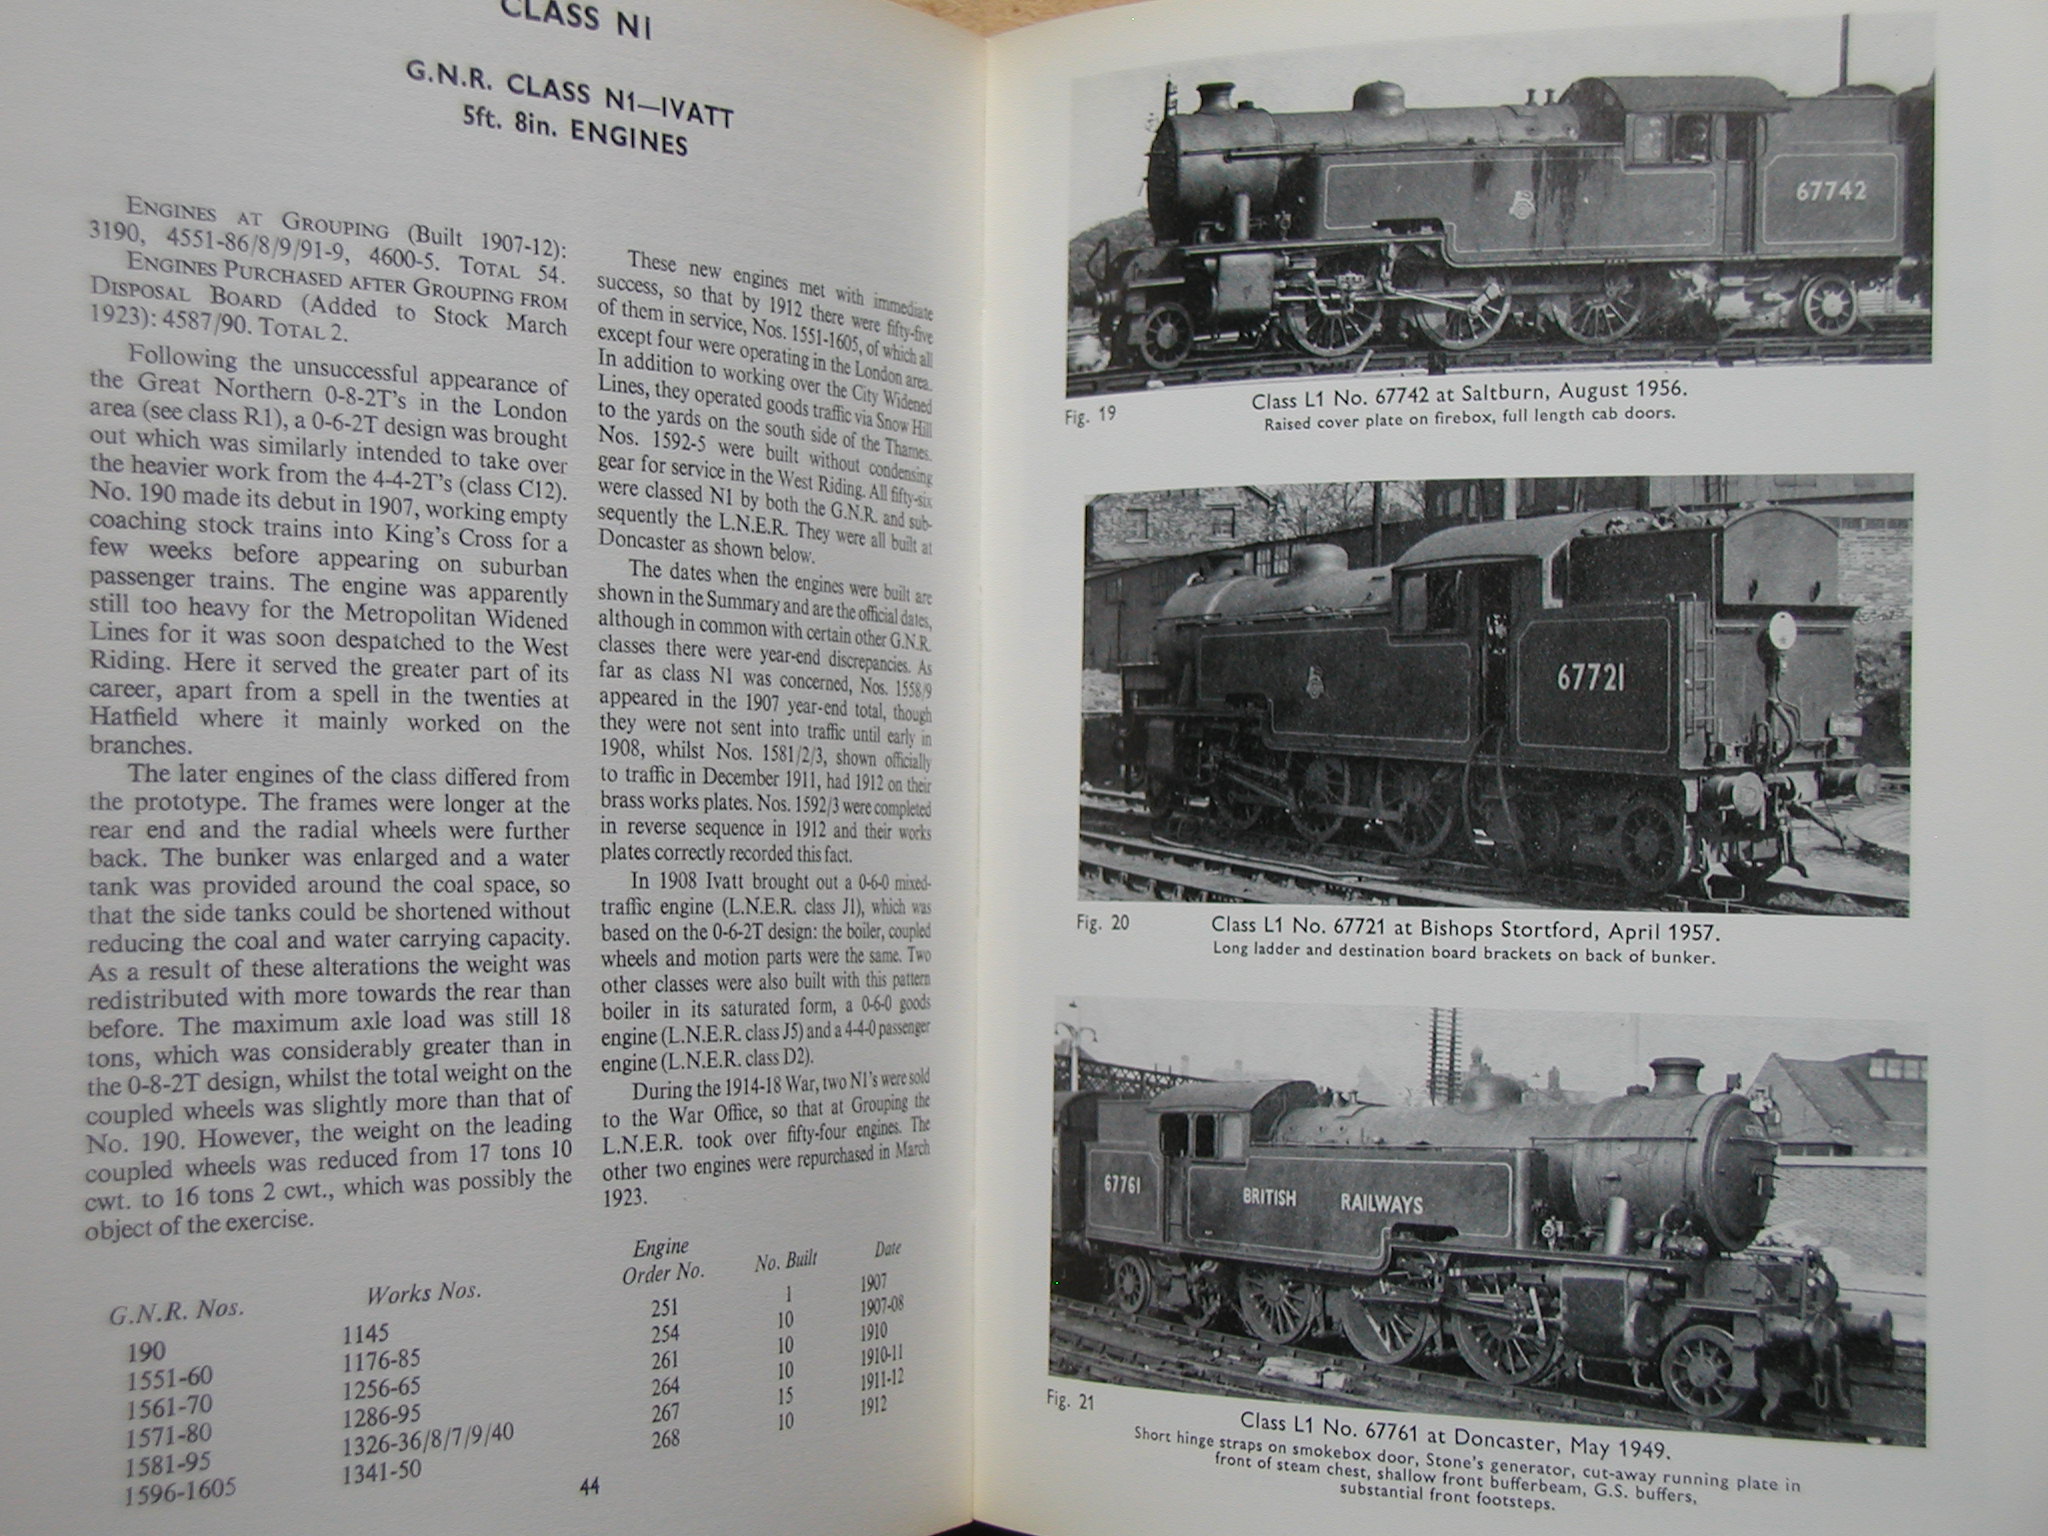 CLASS N1
G.N.R. CLASS N1—IVATT
5ft. 8in. ENGINES
ENGINES AT GROUPING (Built 1907-12):
3190, 4551-86/8/9/91-9, 4600-5. TOTAL 54.
ENGINES PURCHASED AFTER GROUPING FROM
DISPOSAL BOARD (Added to Stock March
1923): 4587/90. TOTAL 2.
Following the unsuccessful appearance of
the Great Northern 0-8-2T's in the London
area (see class R1), a 0-6-2T design was brought
out which was similarly intended to take over
the heavier work from the 4-4-2T's (class C12).
No. 190 made its debut in 1907, working empty
coaching stock trains into King's Cross for a
few weeks before appearing on suburban
passenger trains. The engine was apparently
still too heavy for the Metropolitan Widened
Lines for it was soon despatched to the West
Riding. Here it served the greater part of its
career, apart from a spell in the twenties at
Hatfield where it mainly worked on the
branches.
The later engines of the class differed from
the prototype. The frames were longer at the
rear end and the radial wheels were further
back. The bunker was enlarged and a water
tank was provided around the coal space, so
that the side tanks could be shortened without
reducing the coal and water carrying capacity.
As a result of these alterations the weight was
redistributed with more towards the rear than
before. The maximum axle load was still 18
tons, which was considerably greater than in
the 0-8-2T design, whilst the total weight on the
coupled wheels was slightly more than that of
No. 190. However, the weight on the leading
coupled wheels was reduced from 17 tons 10
cwt. to 16 tons 2 cwt., which was possibly the
object of the exercise.
These new engines met with immediate
success, so that by 1912 there were fifty-five
of them in service, Nos. 1551-1605, of which all
except four were operating in the London area.
In addition to working over the City Widened
Lines, they operated goods traffic via Snow Hill
to the yards on the south side of the Thames.
Nos. 1592-5 were built without condensing
gear for service in the West Riding. All fifty-six
were classed N1 by both the G.N.R. and sub-
sequently the L.N.E.R. They were all built at
Doncaster as shown below.
The dates when the engines were built are
shown in the Summary and are the official dates,
although in common with certain other G.N.R.
classes there were year-end discrepancies. As
far as class N1 was concerned, Nos. 1558/9
appeared in the 1907 year-end total, though
they were not sent into traffic until early in
1908, whilst Nos. 1581/2/3, shown officially
to traffic in December 1911, had 1912 on their
brass works plates. Nos. 1592/3 were completed
in reverse sequence in 1912 and their works
plates correctly recorded this fact.
In 1908 Ivatt brought out a 0-6-0 mixed-
traffic engine (L.N.E.R. class J1), which was
based on the 0-6-2T design: the boiler, coupled
wheels and motion parts were the same. Two
other classes were also built with this pattern
boiler in its saturated form, a 0-6-0 goods
engine (L.N.E.R. class J5) and a 4-4-0 passenger
engine (L.N.E.R. class D2).
During the 1914-18 War, two N1's were sold
to the War Office, so that at Grouping the
L.N.E.R. took over fifty-four engines. The
other two engines were repurchased in March
1923.
G.N.R. Nos. Works Nos. Engine Order No. No. Built Date
190 1145 251 1 1907
1551-60 1176-85 254 10 1907-08
1561-70 1256-65 261 10 1910
1571-80 1286-95 264 10 1910-11
1581-95 1326-36/8/7/9/40 267 15 1911-12
1596-1605 1341-50 268 10 1912
44
67742
Fig. 19
Class L1 No. 67742 at Saltburn, August 1956.
Raised cover plate on firebox, full length cab doors.
67721
Fig. 20
Class L1 No. 67721 at Bishops Stortford, April 1957.
Long ladder and destination board brackets on back of bunker.
67761
BRITISH RAILWAYS
Fig. 21
Class L1 No. 67761 at Doncaster, May 1949.
Short hinge straps on smokebox door, Stone's generator, cut-away running plate in
front of steam chest, shallow front bufferbeam, G.S. buffers,
substantial front footsteps.